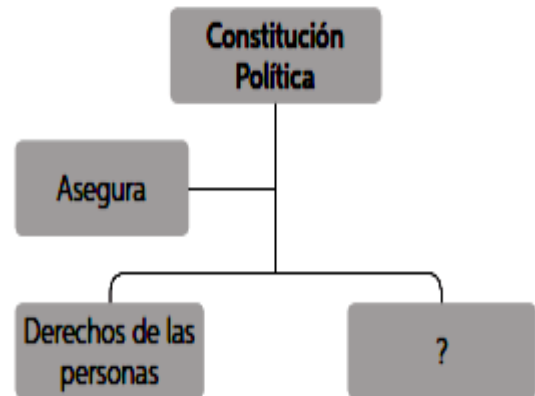 Constitución
Política
Asegura
Derechos de las
personas
?